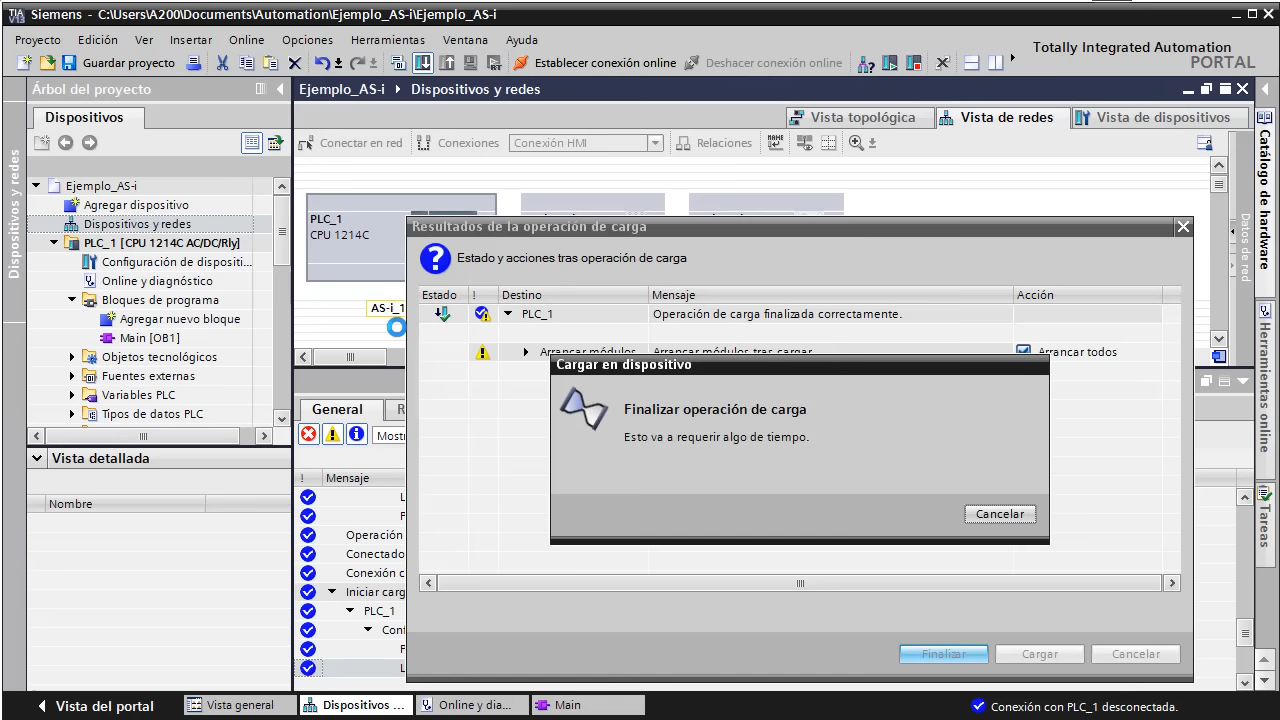 TIA V13 Siemens - C:\Users\A200\Documents\Automation\Ejemplo_AS-i\Ejemplo_AS-i
Proyecto Edición Ver Insertar Online Opciones Herramientas Ventana Ayuda
Totally Integrated Automation
PORTAL
Guardar proyecto Establecer conexión online Deshacer conexión online
Árbol del proyecto
Ejemplo_AS-i Dispositivos y redes
Dispositivos
Vista topológica Vista de redes Vista de dispositivos
Conectar en red Conexiones Conexión HMI Relaciones
Dispositivos y redes
Ejemplo_AS-i
Agregar dispositivo
Dispositivos y redes
PLC_1 [CPU 1214C AC/DC/Rly]
Configuración de dispositi...
Online y diagnóstico
Bloques de programa
Agregar nuevo bloque
Main [OB1]
Objetos tecnológicos
Fuentes externas
Variables PLC
Tipos de datos PLC
Vista detallada
Nombre
PLC_1
CPU 1214C
AS-i_1
Resultados de la operación de carga
Estado y acciones tras operación de carga
Estado ! Destino Mensaje Acción
PLC_1 Operación de carga finalizada correctamente.
Arrancar módulos Arrancar módulos tras cargar. Arrancar todos
Cargar en dispositivo
Finalizar operación de carga
Esto va a requerir algo de tiempo.
Cancelar
Finalizar Cargar Cancelar
General
Mostr
! Mensaje
Operación
Conectado
Conexión c
Iniciar carg
PLC_1
Conf
Datos de red
Catálogo de hardware
Herramientas online
Tareas
Vista del portal Vista general Dispositivos ... Online y dia... Main
Conexión con PLC_1 desconectada.